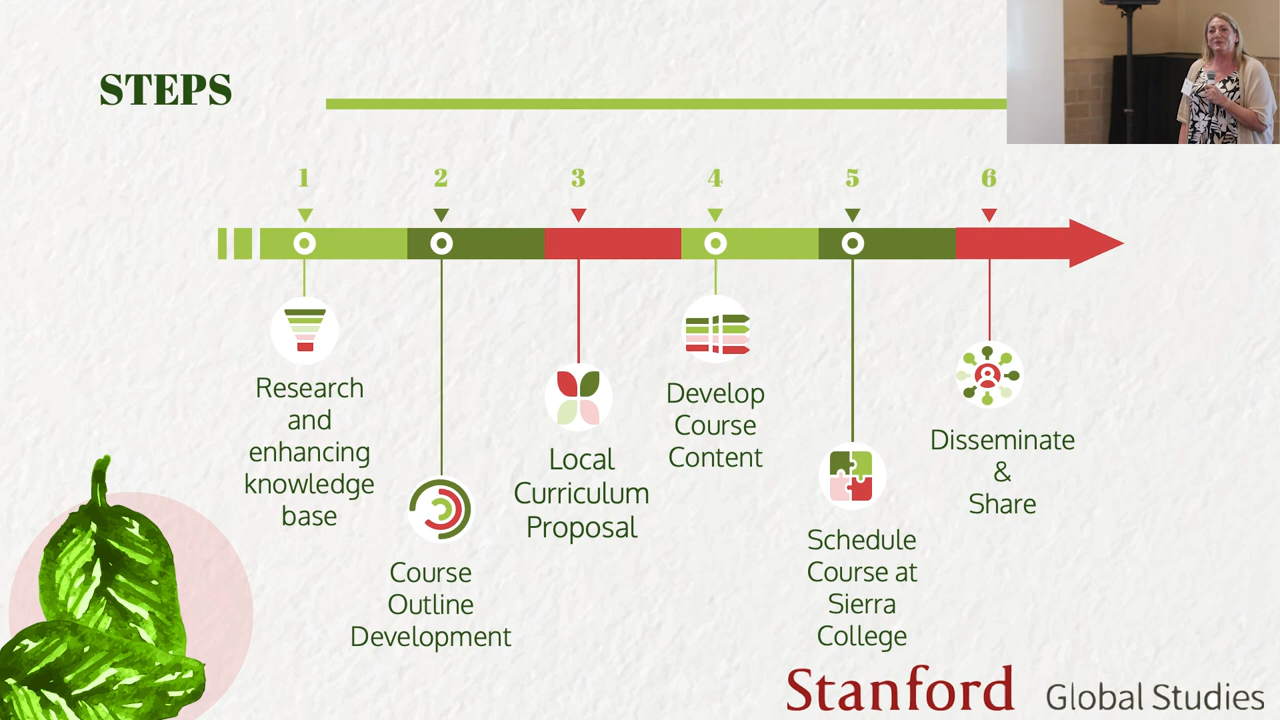 STEPS
1
2
3
4
5
6
Research
and
enhancing
knowledge
base
Course
Outline
Development
Local
Curriculum
Proposal
Develop
Course
Content
Schedule
Course at
Sierra
College
Disseminate
&
Share
Stanford Global Studies